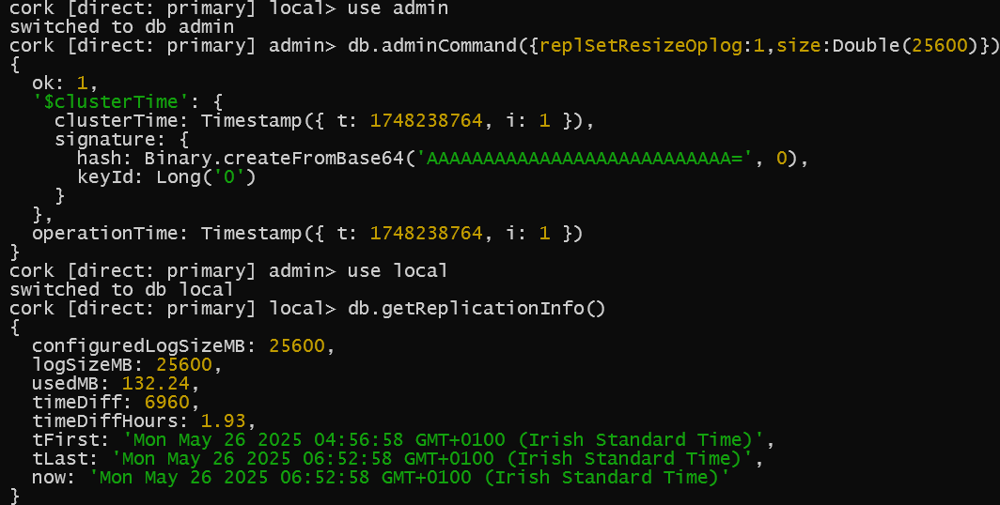 cork [direct: primary] local> use admin
switched to db admin
cork [direct: primary] admin> db.adminCommand({replSetResizeOplog:1,size:Double(25600)})
{
  ok: 1,
  '$clusterTime': {
    clusterTime: Timestamp({ t: 1748238764, i: 1 }),
    signature: {
      hash: Binary.createFromBase64('AAAAAAAAAAAAAAAAAAAAAAAAAAA=', 0),
      keyId: Long('0')
    }
  },
  operationTime: Timestamp({ t: 1748238764, i: 1 })
}
cork [direct: primary] admin> use local
switched to db local
cork [direct: primary] local> db.getReplicationInfo()
{
  configuredLogSizeMB: 25600,
  logSizeMB: 25600,
  usedMB: 132.24,
  timeDiff: 6960,
  timeDiffHours: 1.93,
  tFirst: 'Mon May 26 2025 04:56:58 GMT+0100 (Irish Standard Time)',
  tLast: 'Mon May 26 2025 06:52:58 GMT+0100 (Irish Standard Time)',
  now: 'Mon May 26 2025 06:52:58 GMT+0100 (Irish Standard Time)'
}